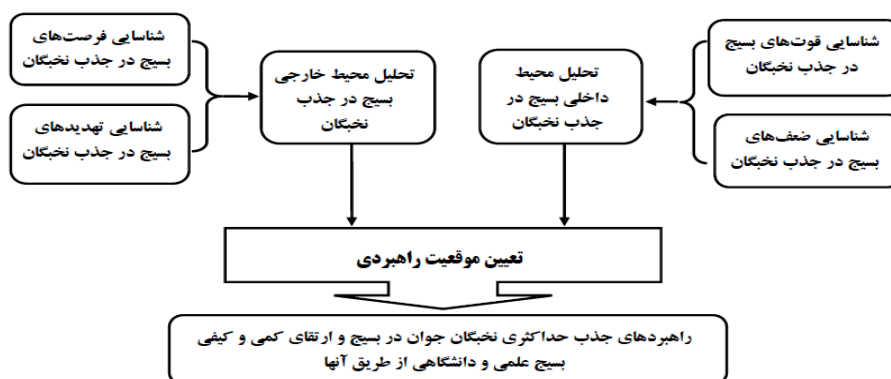 شناسایی قوت‌های بسیج
در جذب نخبگان
شناسایی ضعف‌های
بسیج در جذب نخبگان
تحلیل محیط
داخلی بسیج در
جذب نخبگان
شناسایی فرصت‌های
بسیج در جذب نخبگان
شناسایی تهدیدهای
بسیج در جذب نخبگان
تحلیل محیط خارجی
بسیج در جذب
نخبگان
تعیین موقعیت راهبردی
راهبردهای جذب حداکثری نخبگان جوان در بسیج و ارتقای کمی و کیفی
بسیج علمی و دانشگاهی از طریق آنها